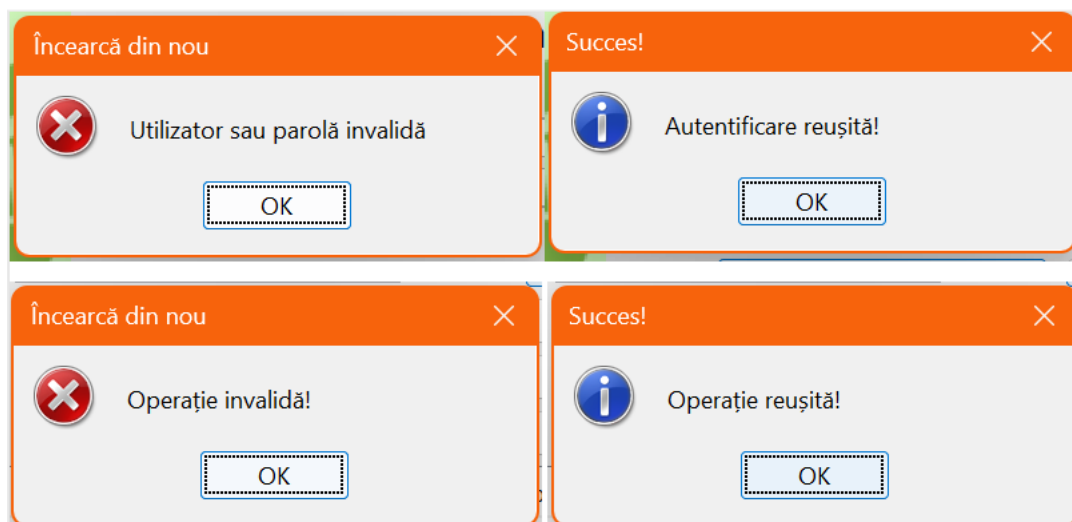 Încearcă din nou
Utilizator sau parolă invalidă
OK
Succes!
Autentificare reușită!
OK
Încearcă din nou
Operație invalidă!
OK
Succes!
Operație reușită!
OK